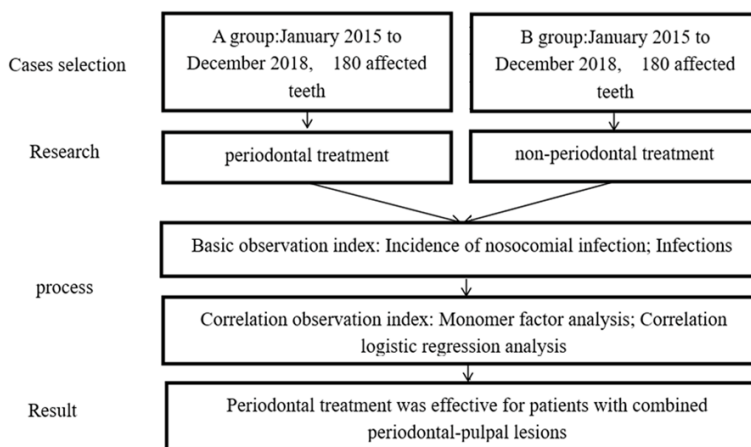 Cases selection
A group:January 2015 to
December 2018, 180 affected
teeth
B group:January 2015 to
December 2018, 180 affected
teeth
Research
periodontal treatment
non-periodontal treatment
process
Basic observation index: Incidence of nosocomial infection; Infections
Correlation observation index: Monomer factor analysis; Correlation
logistic regression analysis
Result
Periodontal treatment was effective for patients with combined
periodontal-pulpal lesions